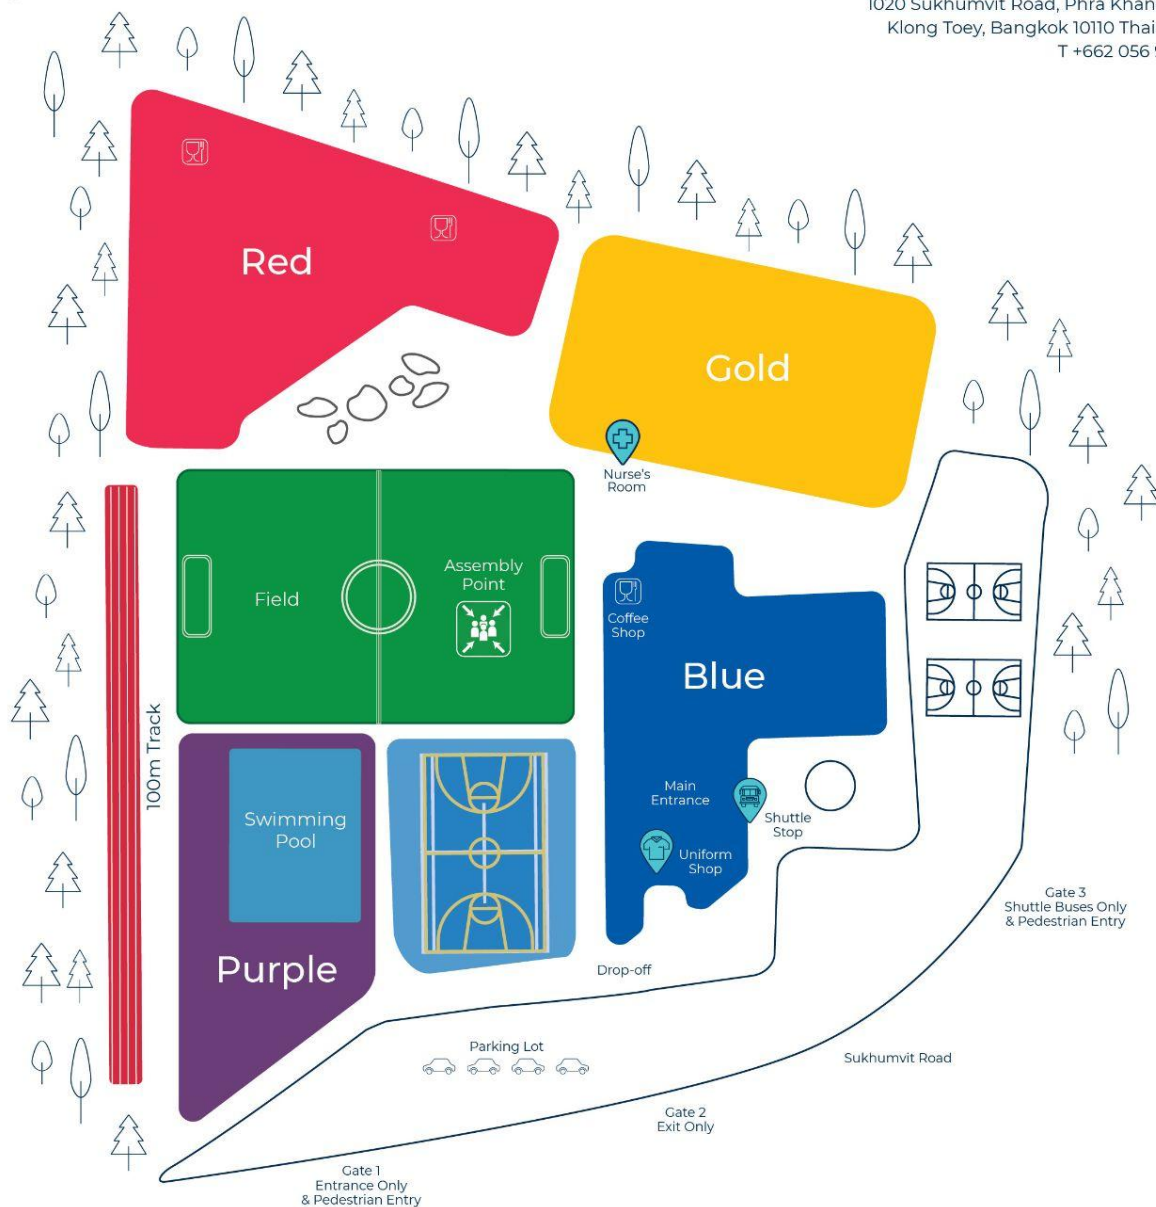 1020 Sukhumvit Road, Phra
Klong Toey, Bangkok 10110
T +662 056
Red
Gold
Nurse's
Room
Assembly
Point
Field
Coffee
Shop
Blue
100m Track
Swimming
Pool
Main
Entrance
Shuttle
Stop
Uniform
Shop
Gate 3
Shuttle Buses Only
& Pedestrian Entry
Purple
Drop-off
Parking Lot
Sukhumvit Road
Gate 2
Exit Only
Gate 1
Entrance Only
& Pedestrian Entry